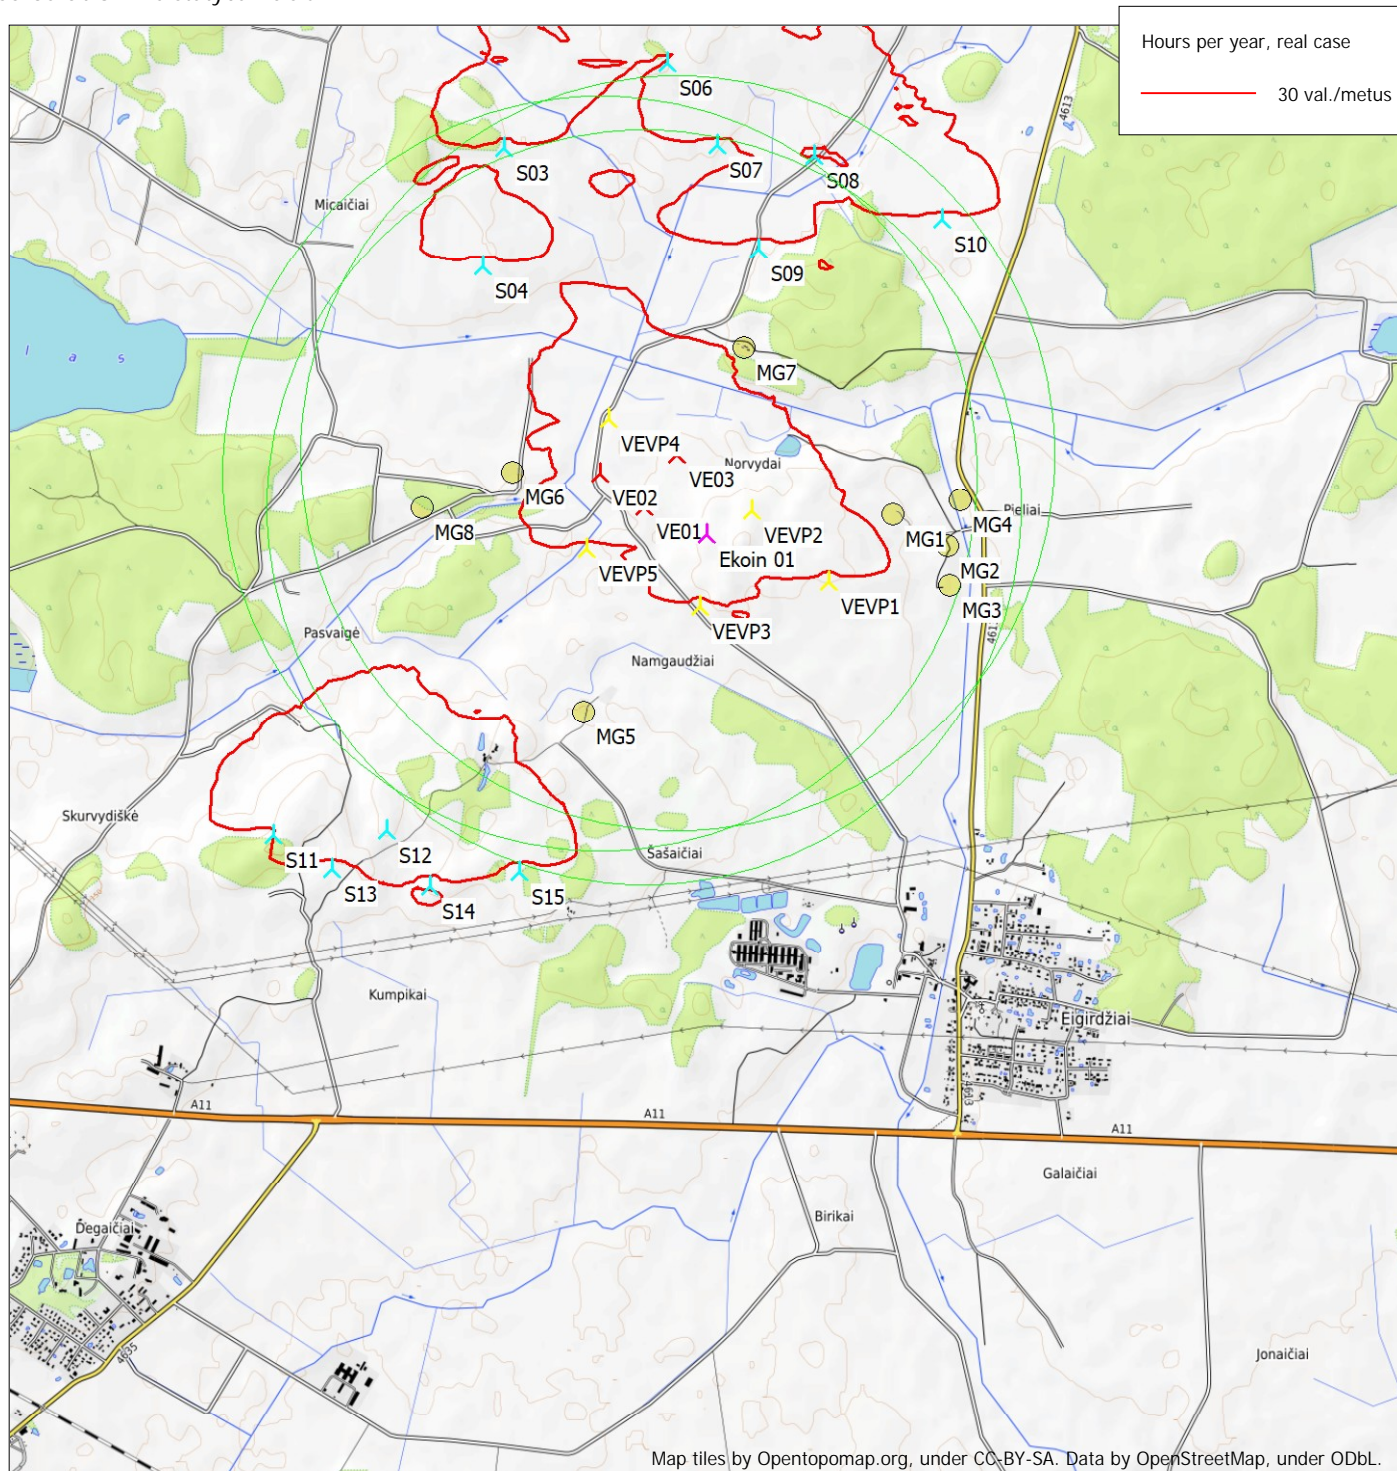 Hours per year, real case
30 val./metus
4613
S06
S03
S07
S08
Micaičiai
S10
S09
S04
l a s
MG7
VEVP4
Norvydai
VE03
MG6
VE02
MG4
Pieliai
MG8
VE01
VEVP2
MG1
Ekoin 01
MG2
VEVP5
VEVP1
MG3
VEVP3
Pasvaigė
Namgaudžiai
MG5
Skurvydiškė
S12
Šašaičiai
S11
S13
S15
S14
Kumpikai
Eigirdžiai
4613
A11
A11
A11
Galaičiai
Birikai
Degaičiai
4635
Jonaičiai
Map tiles by Opentopomap.org, under CC-BY-SA. Data by OpenStreetMap, under ODbL.